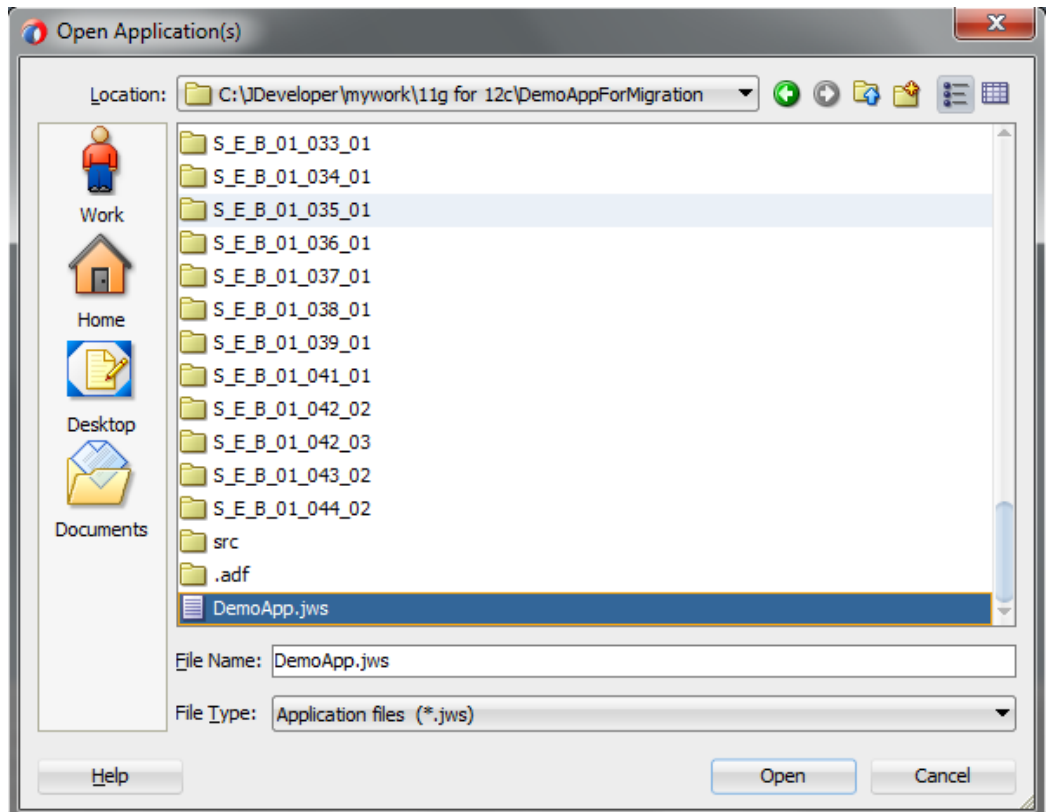 Open Application(s)
Location: C:\JDeveloper\mywork\11g for 12c\DemoAppForMigration
Work
Home
Desktop
Documents
S_E_B_01_033_01
S_E_B_01_034_01
S_E_B_01_035_01
S_E_B_01_036_01
S_E_B_01_037_01
S_E_B_01_038_01
S_E_B_01_039_01
S_E_B_01_041_01
S_E_B_01_042_02
S_E_B_01_042_03
S_E_B_01_043_02
S_E_B_01_044_02
src
.adf
DemoApp.jws
File Name: DemoApp.jws
File Type: Application files (*.jws)
Help Open Cancel